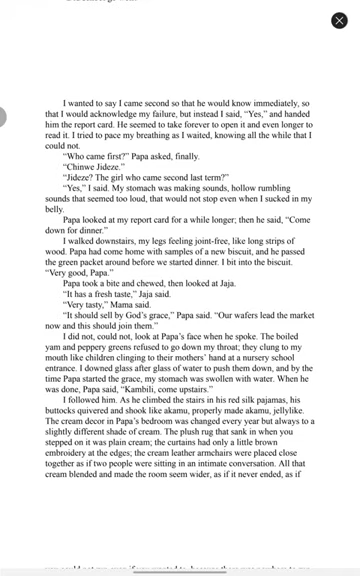 I wanted to say I came second so that he would know immediately, so
that I would acknowledge my failure, but instead I said, “Yes,” and handed
him the report card. He seemed to take forever to open it and even longer to
read it. I tried to pace my breathing as I waited, knowing all the while that I
could not.
“Who came first?” Papa asked, finally.
“Chinwe Jideze.”
“Jideze? The girl who came second last term?”
“Yes,” I said. My stomach was making sounds, hollow rumbling
sounds that seemed too loud, that would not stop even when I sucked in my
belly.
Papa looked at my report card for a while longer; then he said, “Come
down for dinner.”
I walked downstairs, my legs feeling joint-free, like long strips of
wood. Papa had come home with samples of a new biscuit, and he passed
the green packet around before we started dinner. I bit into the biscuit.
“Very good, Papa.”
Papa took a bite and chewed, then looked at Jaja.
“It has a fresh taste,” Jaja said.
“Very tasty,” Mama said.
“It should sell by God’s grace,” Papa said. “Our wafers lead the market
now and this should join them.”
I did not, could not, look at Papa’s face when he spoke. The boiled
yam and peppery greens refused to go down my throat; they clung to my
mouth like children clinging to their mothers’ hand at a nursery school
entrance. I downed glass after glass of water to push them down, and by the
time Papa started the grace, my stomach was swollen with water. When he
was done, Papa said, “Kambili, come upstairs.”
I followed him. As he climbed the stairs in his red silk pajamas, his
buttocks quivered and shook like akamu, properly made akamu, jellylike.
The cream decor in Papa’s bedroom was changed every year but always to a
slightly different shade of cream. The plush rug that sank in when you
stepped on it was plain cream; the curtains had only a little brown
embroidery at the edges; the cream leather armchairs were placed close
together as if two people were sitting in an intimate conversation. All that
cream blended and made the room seem wider, as if it never ended, as if